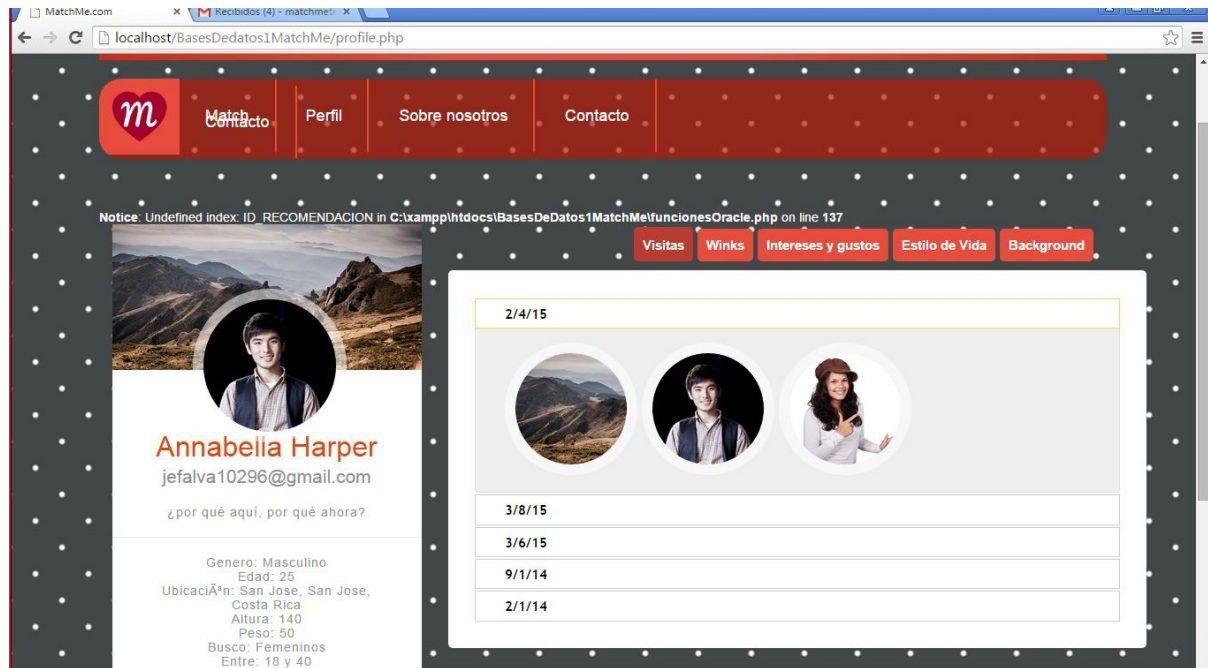 MatchMe.com
Recibidos (4) - matchmet
localhost/BasesDedatos1MatchMe/profile.php
m
Match
Contacto
Perfil
Sobre nosotros
Contacto
Notice: Undefined index: ID_RECOMENDACION in C:\xampp\htdocs\BasesDeDatos1MatchMe\funcionesOracle.php on line 137
Visitas
Winks
Intereses y gustos
Estilo de Vida
Background
2/4/15
3/8/15
3/6/15
9/1/14
2/1/14
Annabella Harper
jefalva10296@gmail.com
¿por qué aquí, por qué ahora?
Genero: Masculino
Edad: 25
UbicaciÃªn: San Jose, San Jose,
Costa Rica
Altura: 140
Peso: 50
Busco: Femeninos
Entre: 18 y 40